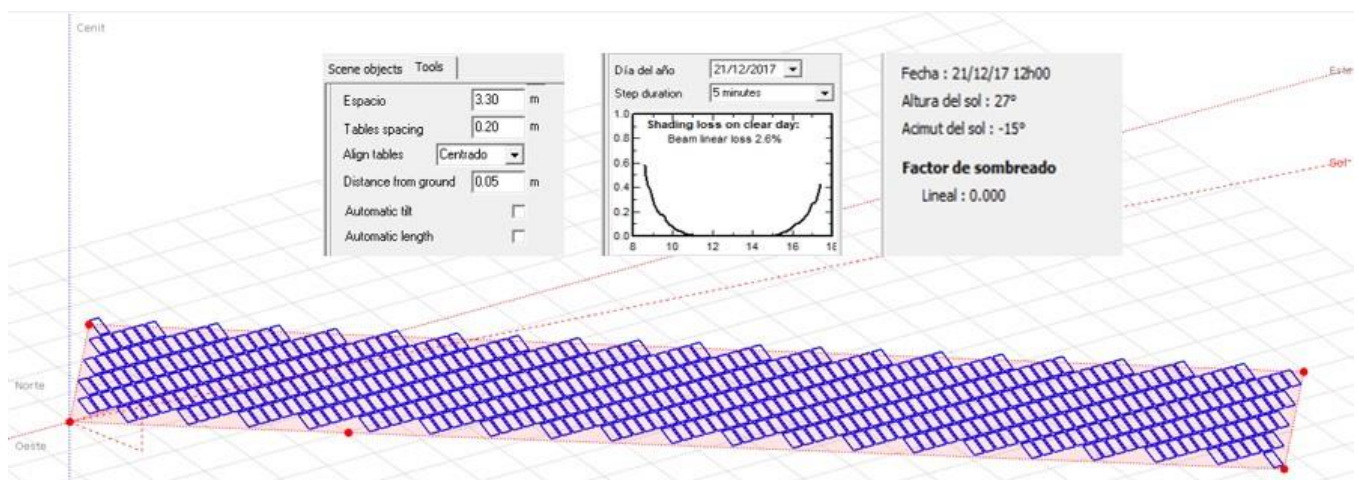 Cenit
Scene objects Tools
Espacio 3.30 m
Tables spacing 0.20 m
Align tables Centrado
Distance from ground 0.05 m
Automatic tilt
Automatic length
Día del año 21/12/2017
Step duration 5 minutes
Shading loss on clear day:
Beam linear loss 2.6%
1.0
0.8
0.6
0.4
0.2
0.0
8 10 12 14 16 18
Fecha : 21/12/17 12h00
Altura del sol : 27º
Acimut del sol : -15º
Factor de sombreado
Lineal : 0.000
Este
Norte
Oeste